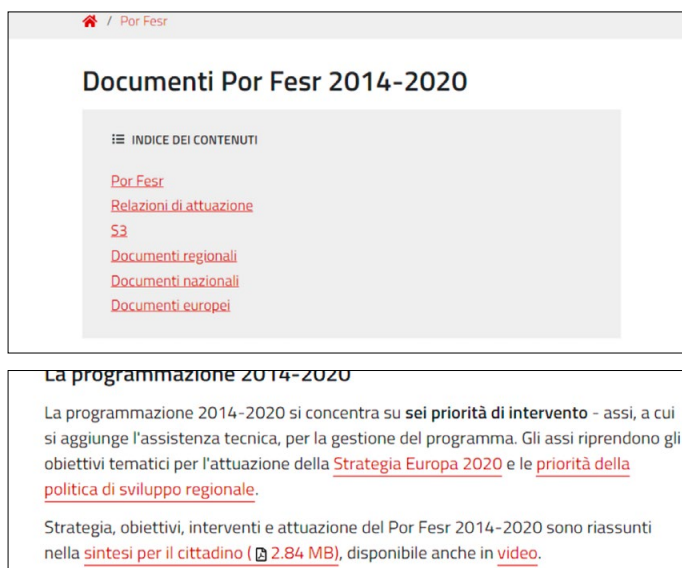 / Por Fesr
Documenti Por Fesr 2014-2020
INDICE DEI CONTENUTI
Por Fesr
Relazioni di attuazione
S3
Documenti regionali
Documenti nazionali
Documenti europei
La programmazione 2014-2020
La programmazione 2014-2020 si concentra su sei priorità di intervento - assi, a cui
si aggiunge l'assistenza tecnica, per la gestione del programma. Gli assi riprendono gli
obiettivi tematici per l'attuazione della Strategia Europa 2020 e le priorità della
politica di sviluppo regionale.
Strategia, obiettivi, interventi e attuazione del Por Fesr 2014-2020 sono riassunti
nella sintesi per il cittadino ( 2.84 MB), disponibile anche in video.